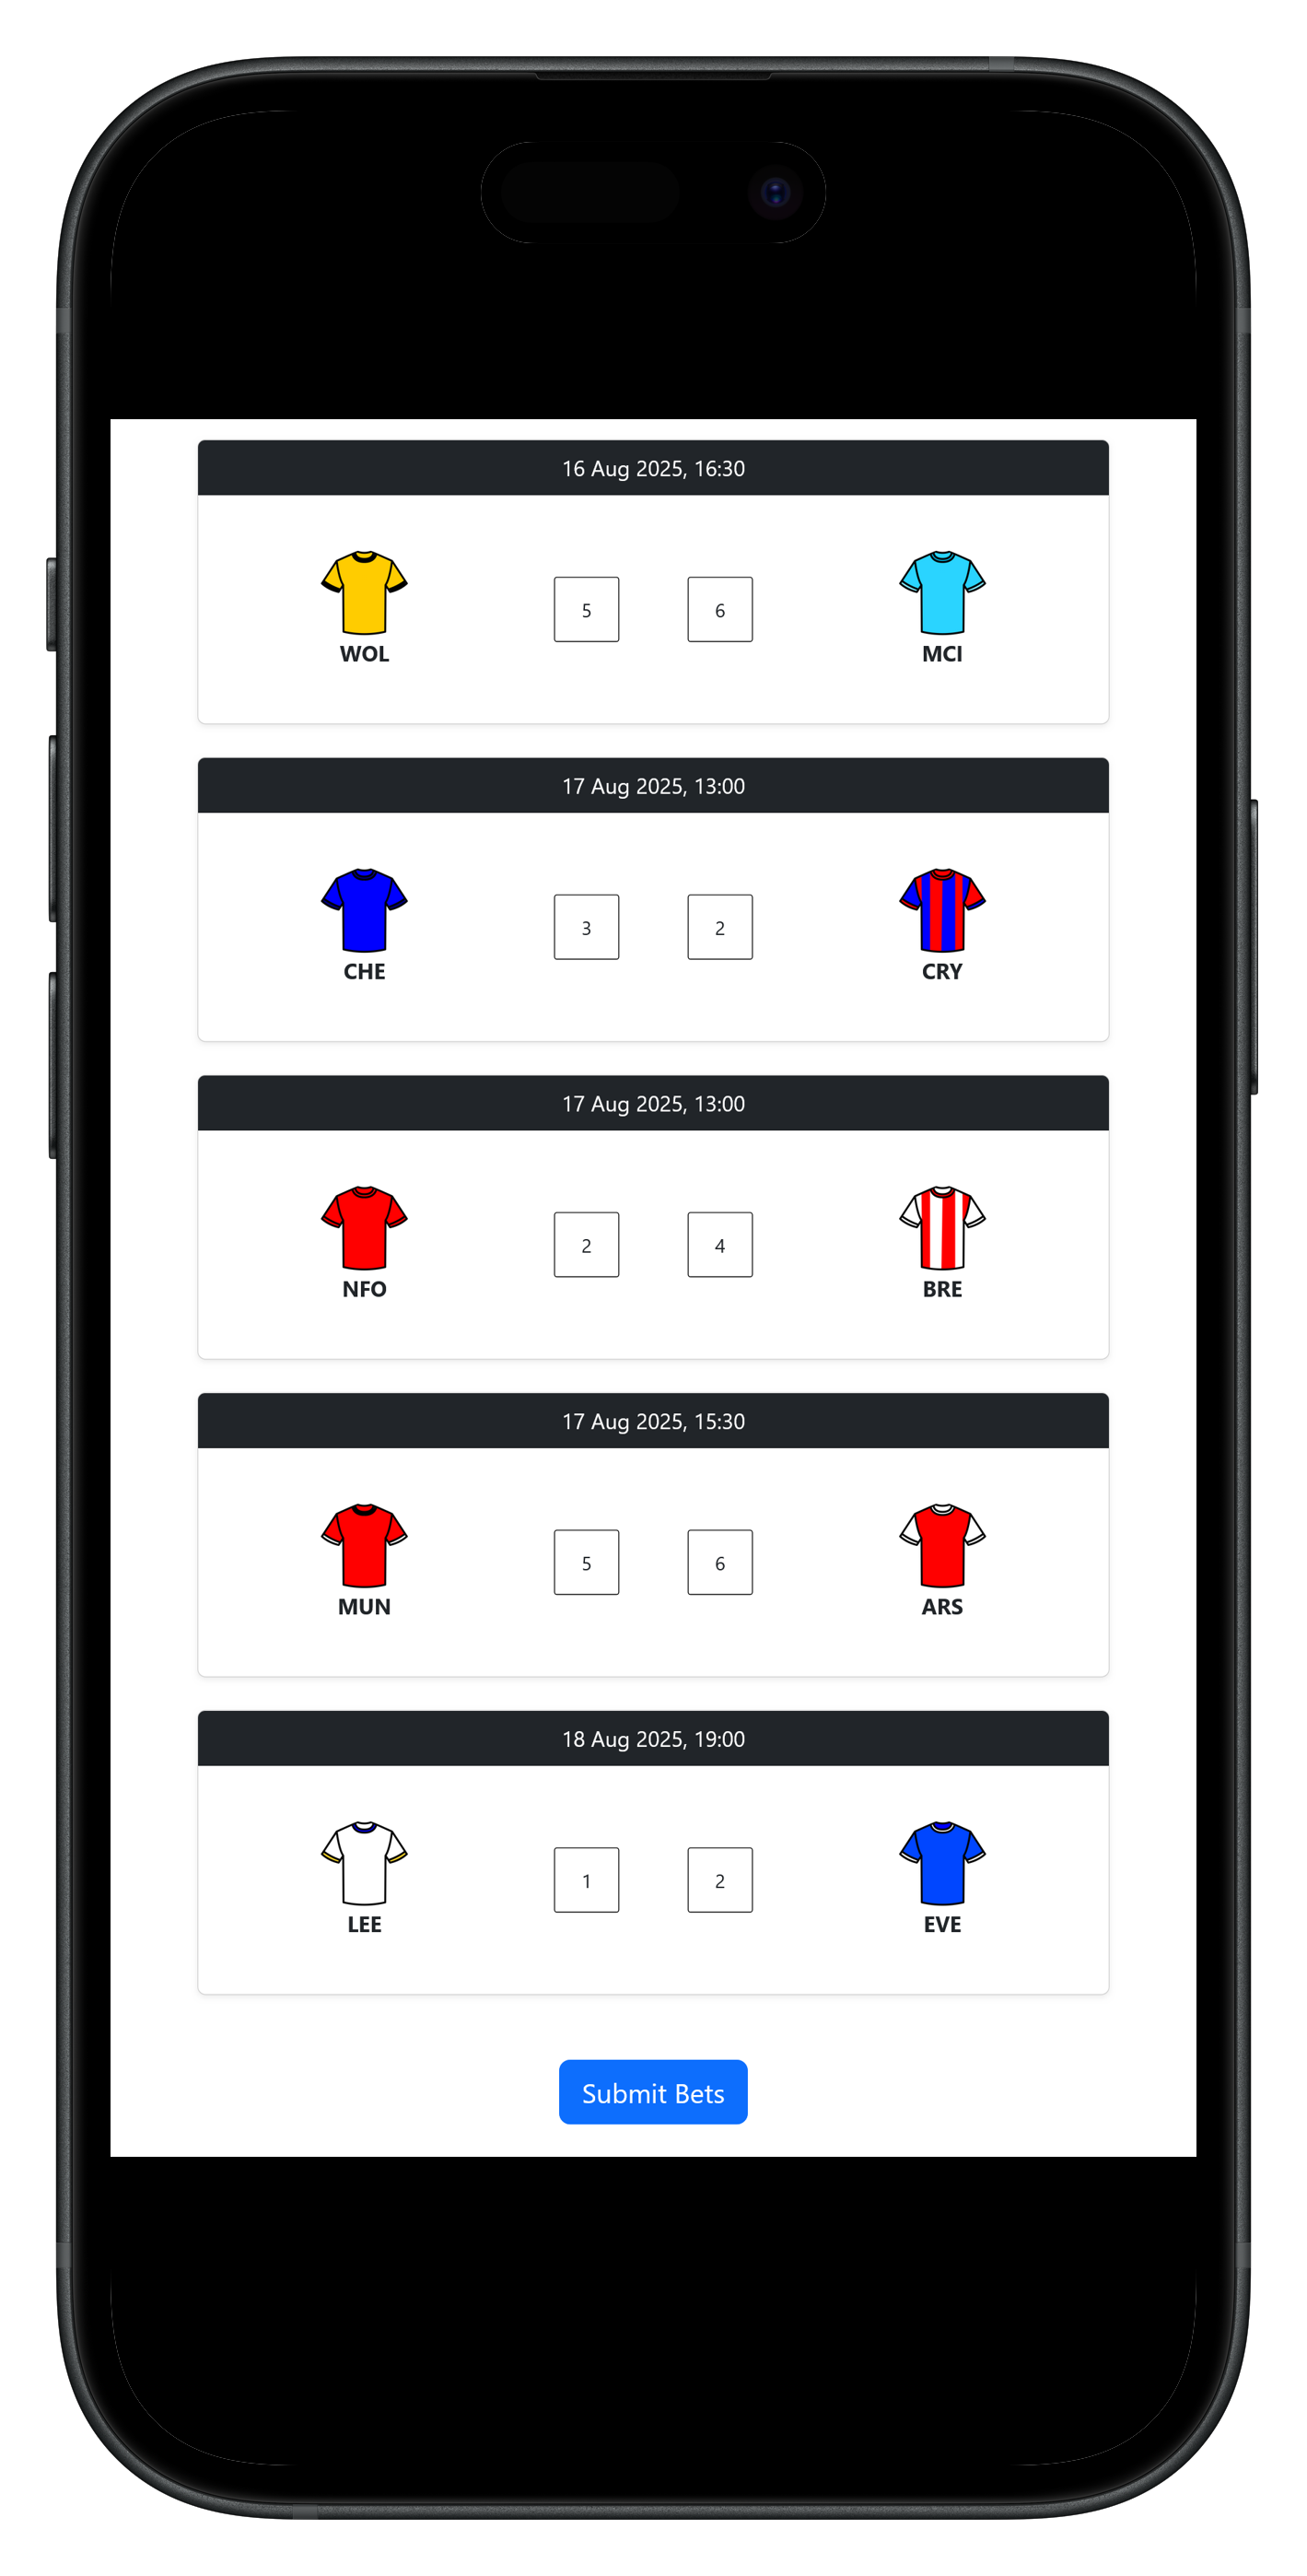 16 Aug 2025, 16:30
5 6
WOL MCI
17 Aug 2025, 13:00
3 2
CHE CRY
17 Aug 2025, 13:00
2 4
NFO BRE
17 Aug 2025, 15:30
5 6
MUN ARS
18 Aug 2025, 19:00
1 2
LEE EVE
Submit Bets